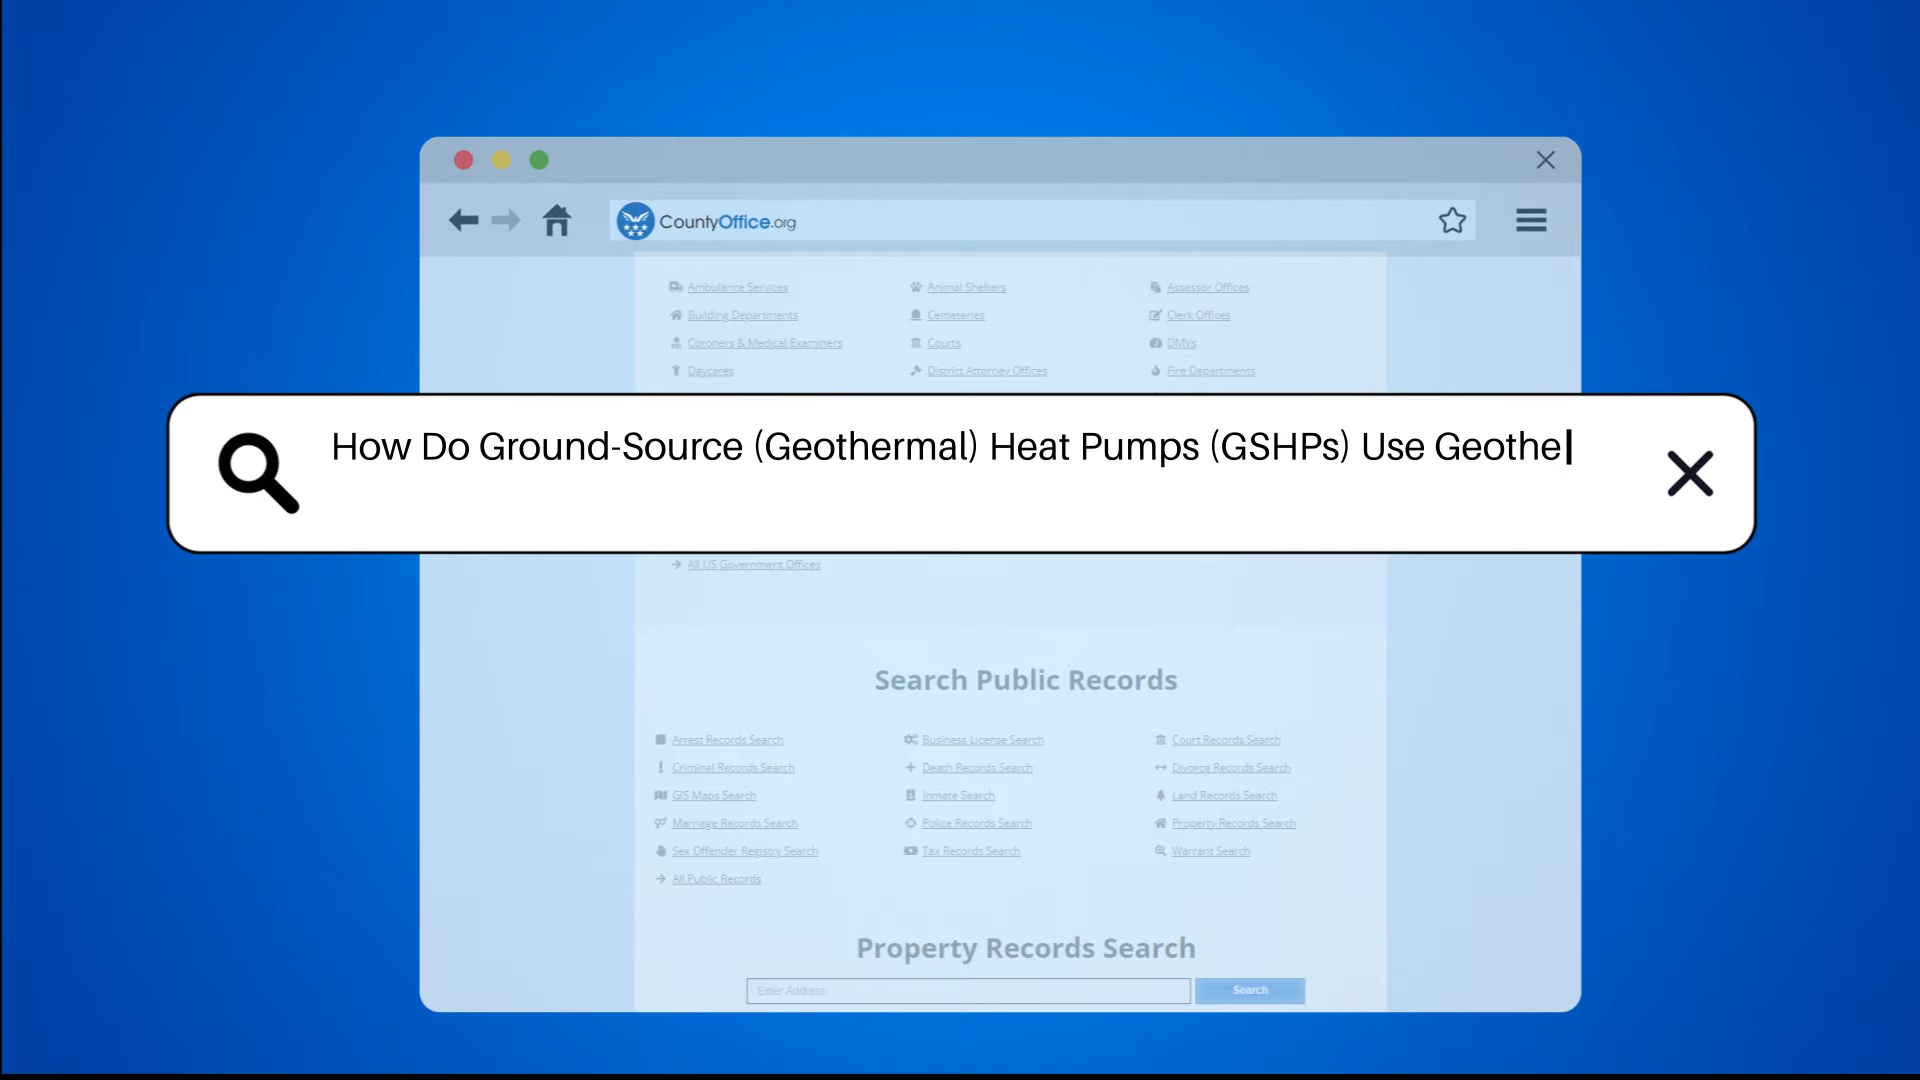 CountyOffice.org
Ambulance Services
Animal Shelters
Assessor Offices
Building Departments
Cemeteries
Clerk Offices
Coroners & Medical Examiners
Courts
DMVs
Daycares
District Attorney Offices
Fire Departments
How Do Ground-Source (Geothermal) Heat Pumps (GSHPs) Use Geothe
All US Government Offices
Search Public Records
Arrest Records Search
Business License Search
Court Records Search
Criminal Records Search
Death Records Search
Divorce Records Search
GIS Maps Search
Inmate Search
Land Records Search
Marriage Records Search
Police Records Search
Property Records Search
Sex Offender Registry Search
Tax Records Search
Warrant Search
All Public Records
Property Records Search
Enter Address
Search